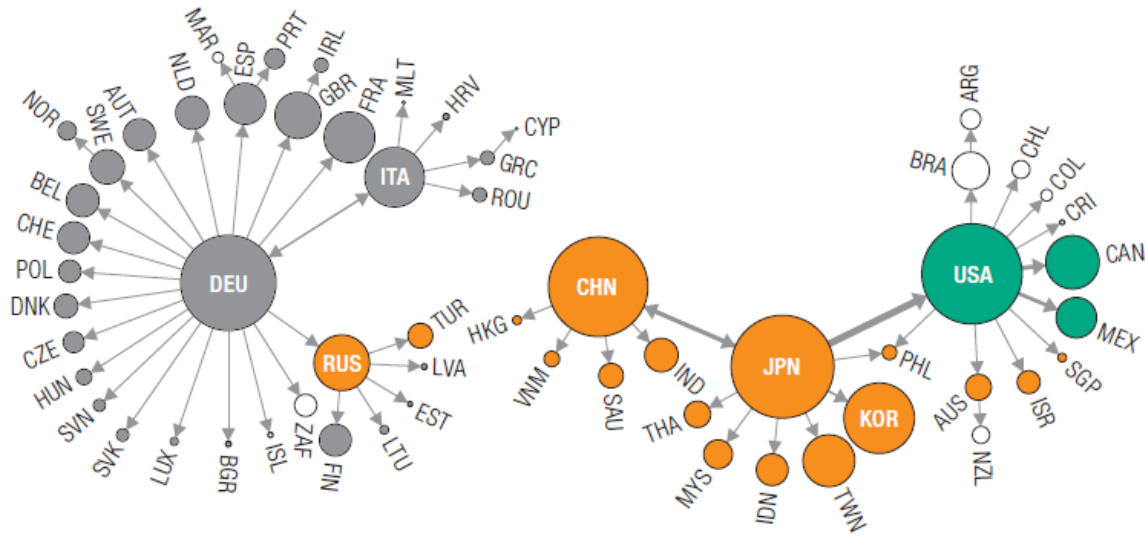 MAR
PRT
ESP
IRL
NLD
GBR
FRA
MLT
HRV
AUT
NOR
SWE
CYP
GRC
ITA
ROU
BEL
CHE
POL
DEU
DNK
CZE
HUN
SVN
SVK
LUX
BGR
ISL
ZAF
FIN
LTU
EST
LVA
TUR
RUS
ARG
CHL
BRA
COL
CRI
CAN
USA
MEX
CHN
HKG
VNM
SAU
IND
JPN
PHL
SGP
ISR
AUS
NZL
THA
KOR
MYS
IDN
TWN